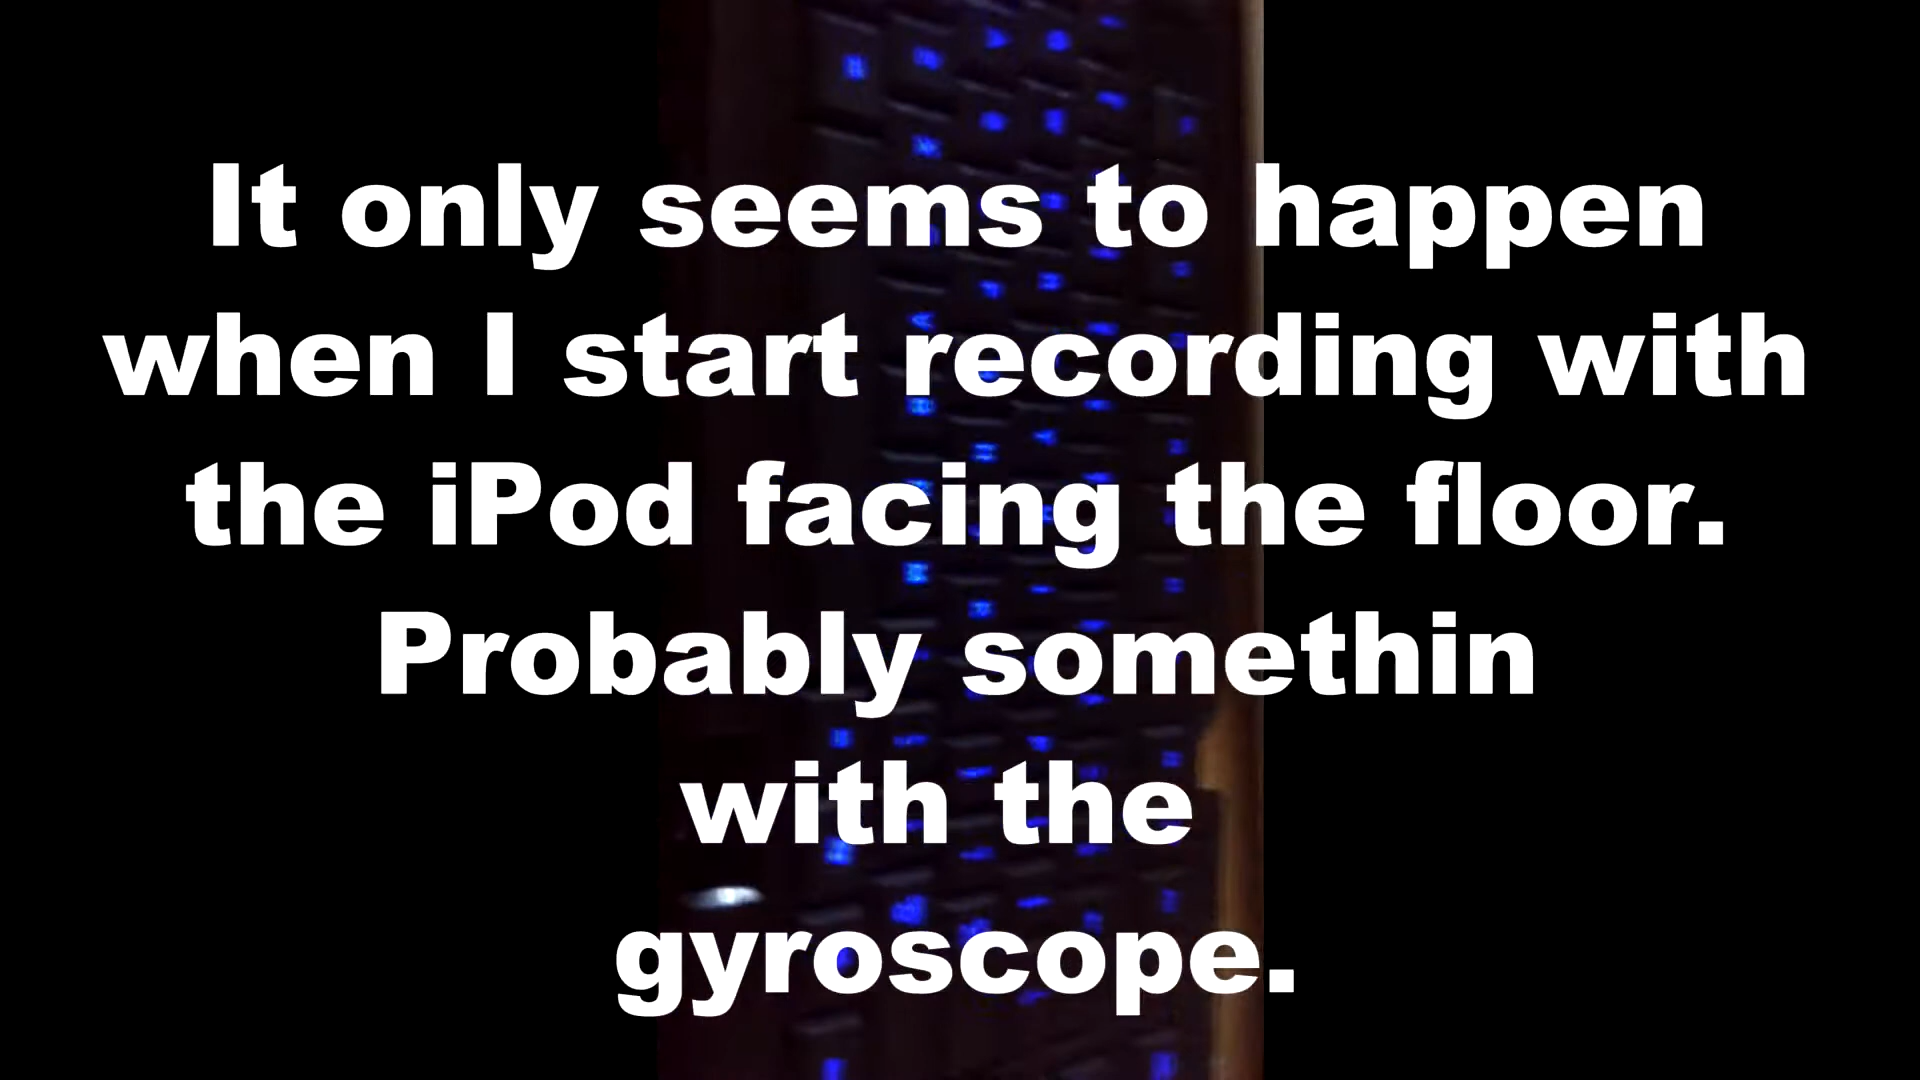 It only seems to happen
when I start recording with
the iPod facing the floor.
Probably somethin
with the
gyroscope.